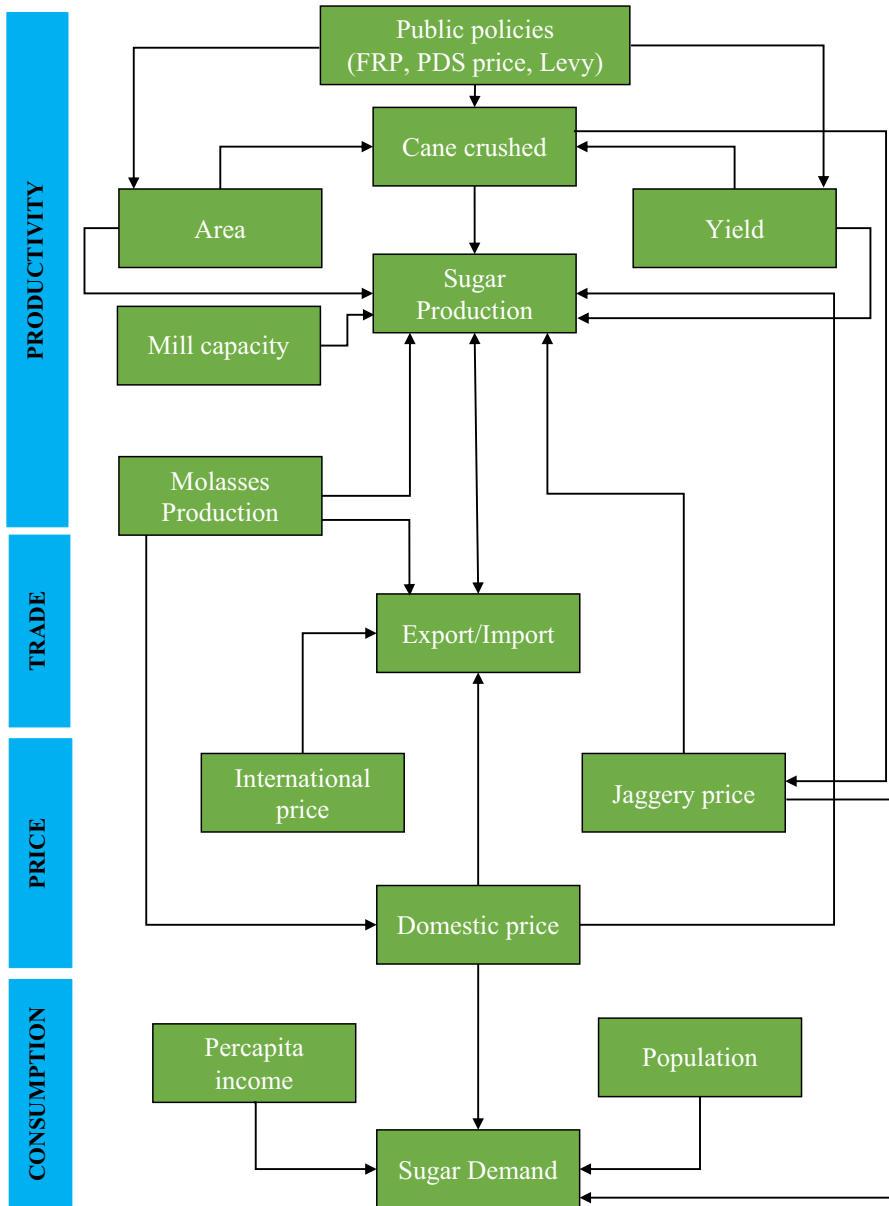 PRODUCTIVITY
Public policies
(FRP, PDS price, Levy)
Cane crushed
Area
Yield
Sugar
Production
Mill capacity
Molasses
Production
TRADE
Export/Import
PRICE
International
price
Jaggery price
Domestic price
CONSUMPTION
Percapita
income
Population
Sugar Demand